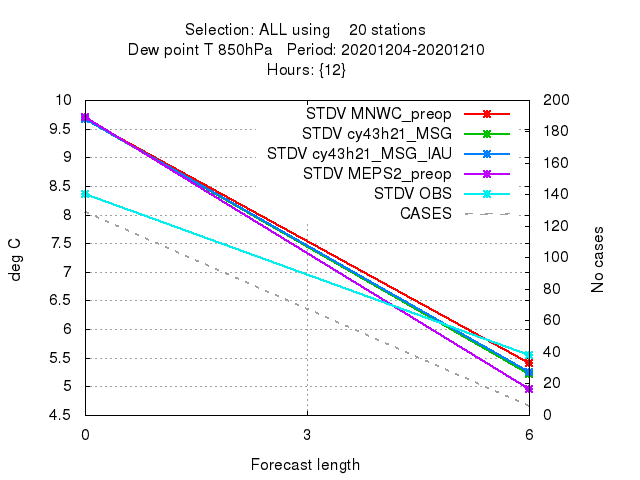 Selection: ALL using 20 stations
Dew point T 850hPa Period: 20201204-20201210
Hours: {12}
10
9.5
9
8.5
8
7.5
7
6.5
6
5.5
5
4.5
deg C
STDV MNWC_preop
STDV cy43h21_MSG
STDV cy43h21_MSG_IAU
STDV MEPS2_preop
STDV OBS
CASES
200
180
160
140
120
100
80
60
40
20
0
No cases
0
3
6
Forecast length